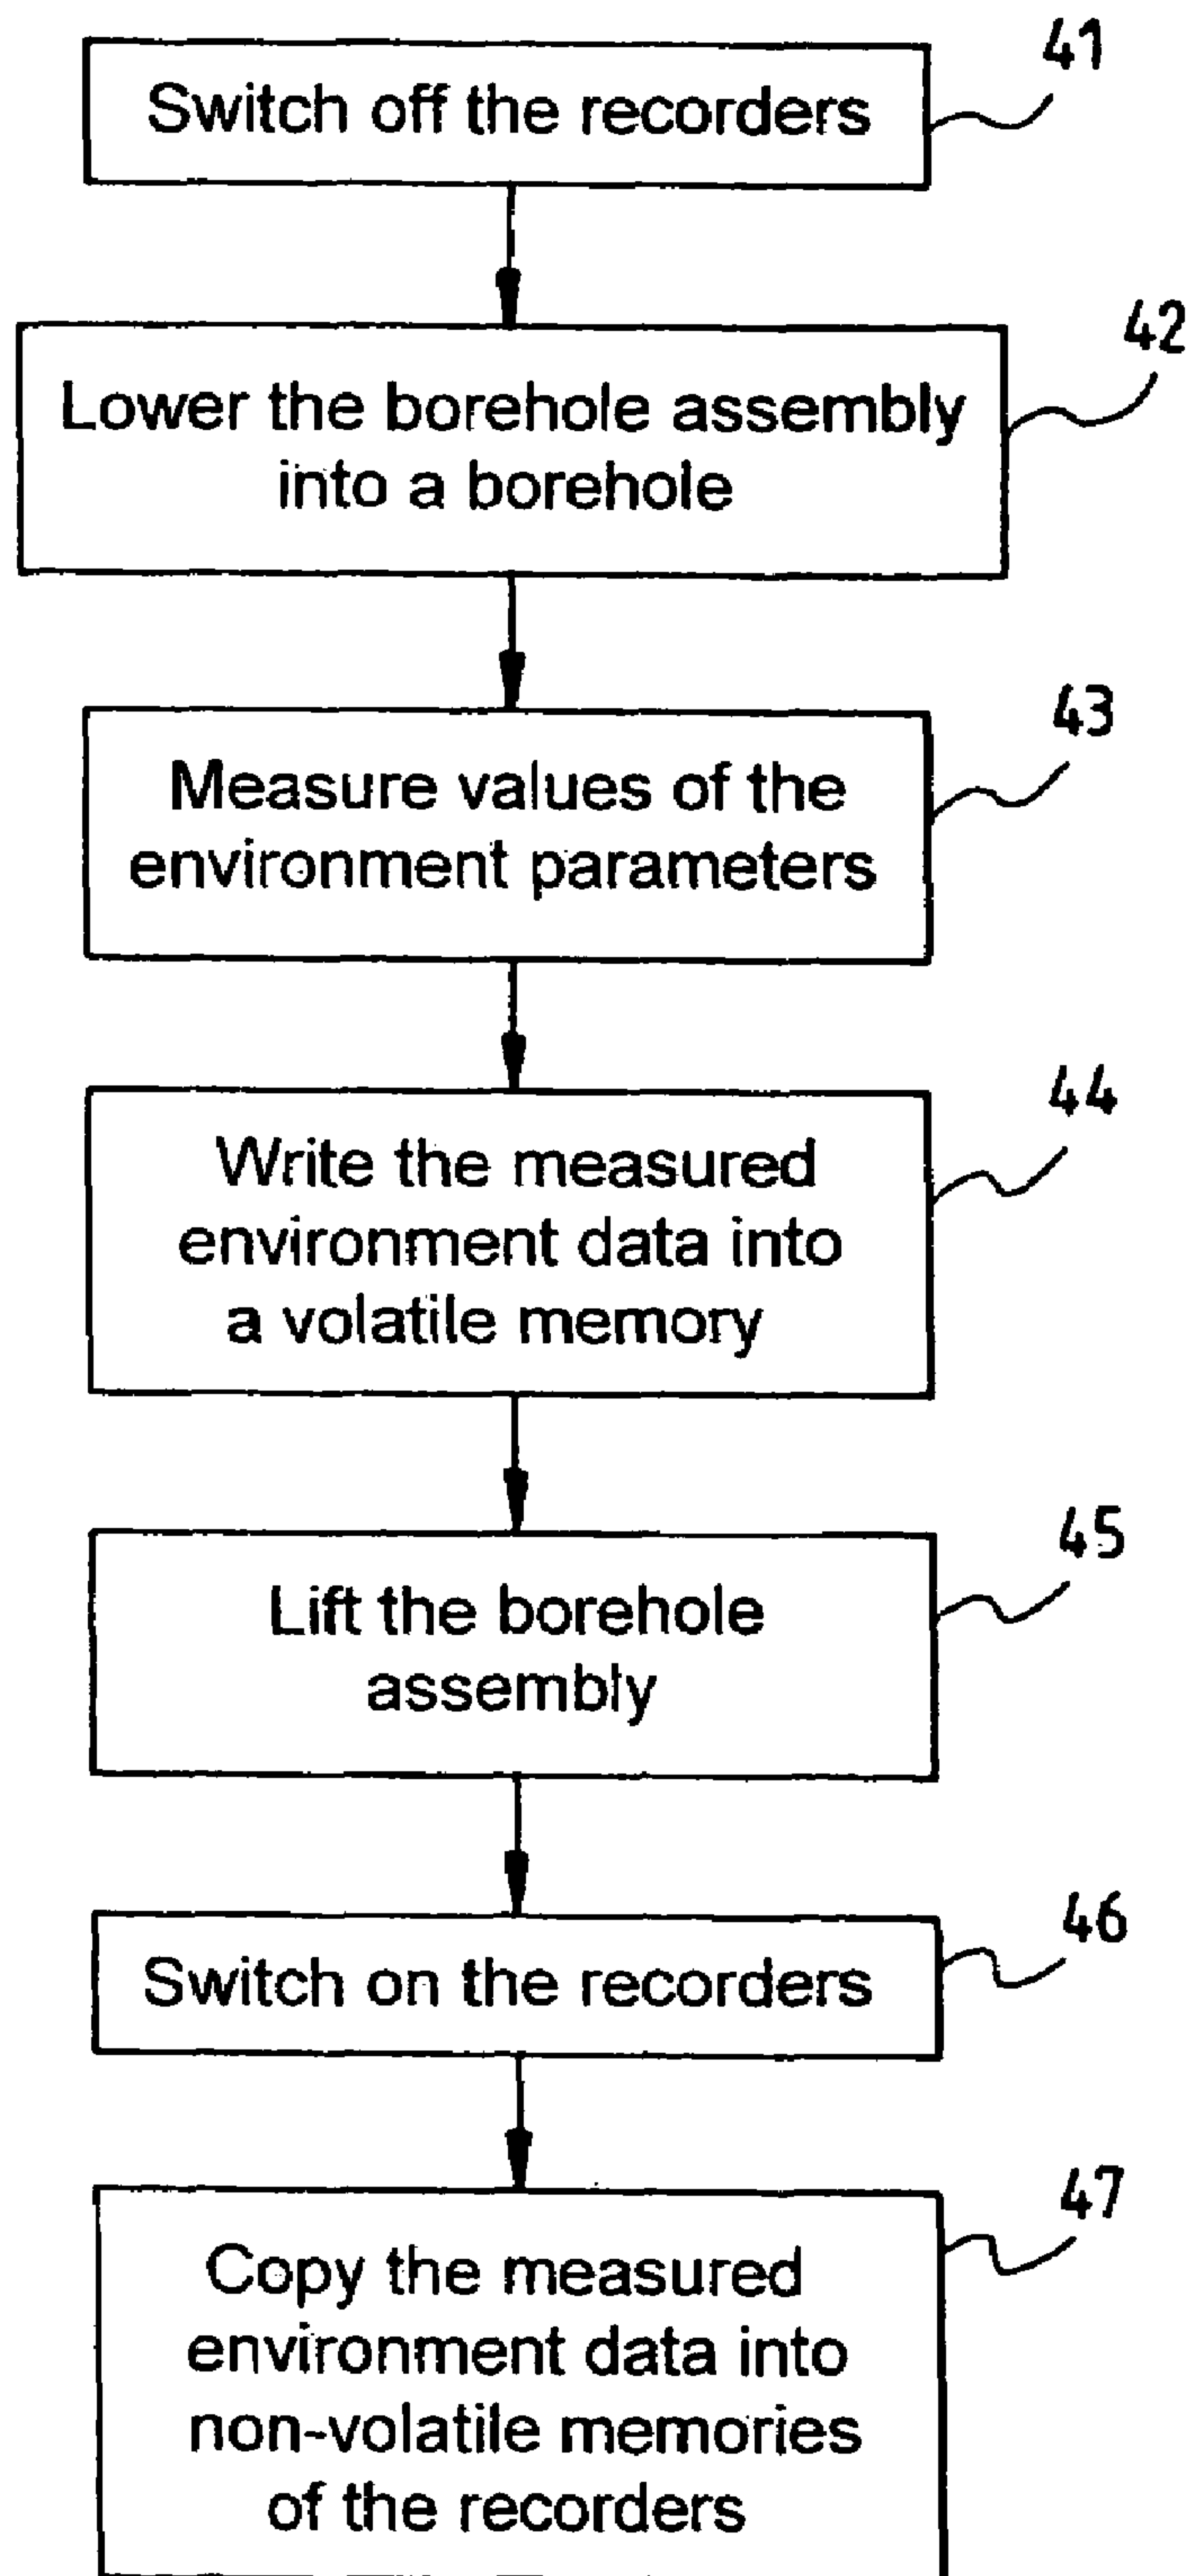 41
Switch off the recorders
42
Lower the borehole assembly
into a borehole
43
Measure values of the
environment parameters
44
Write the measured
environment data into
a volatile memory
45
Lift the borehole
assembly
46
Switch on the recorders
47
Copy the measured
environment data into
non-volatile memories
of the recorders